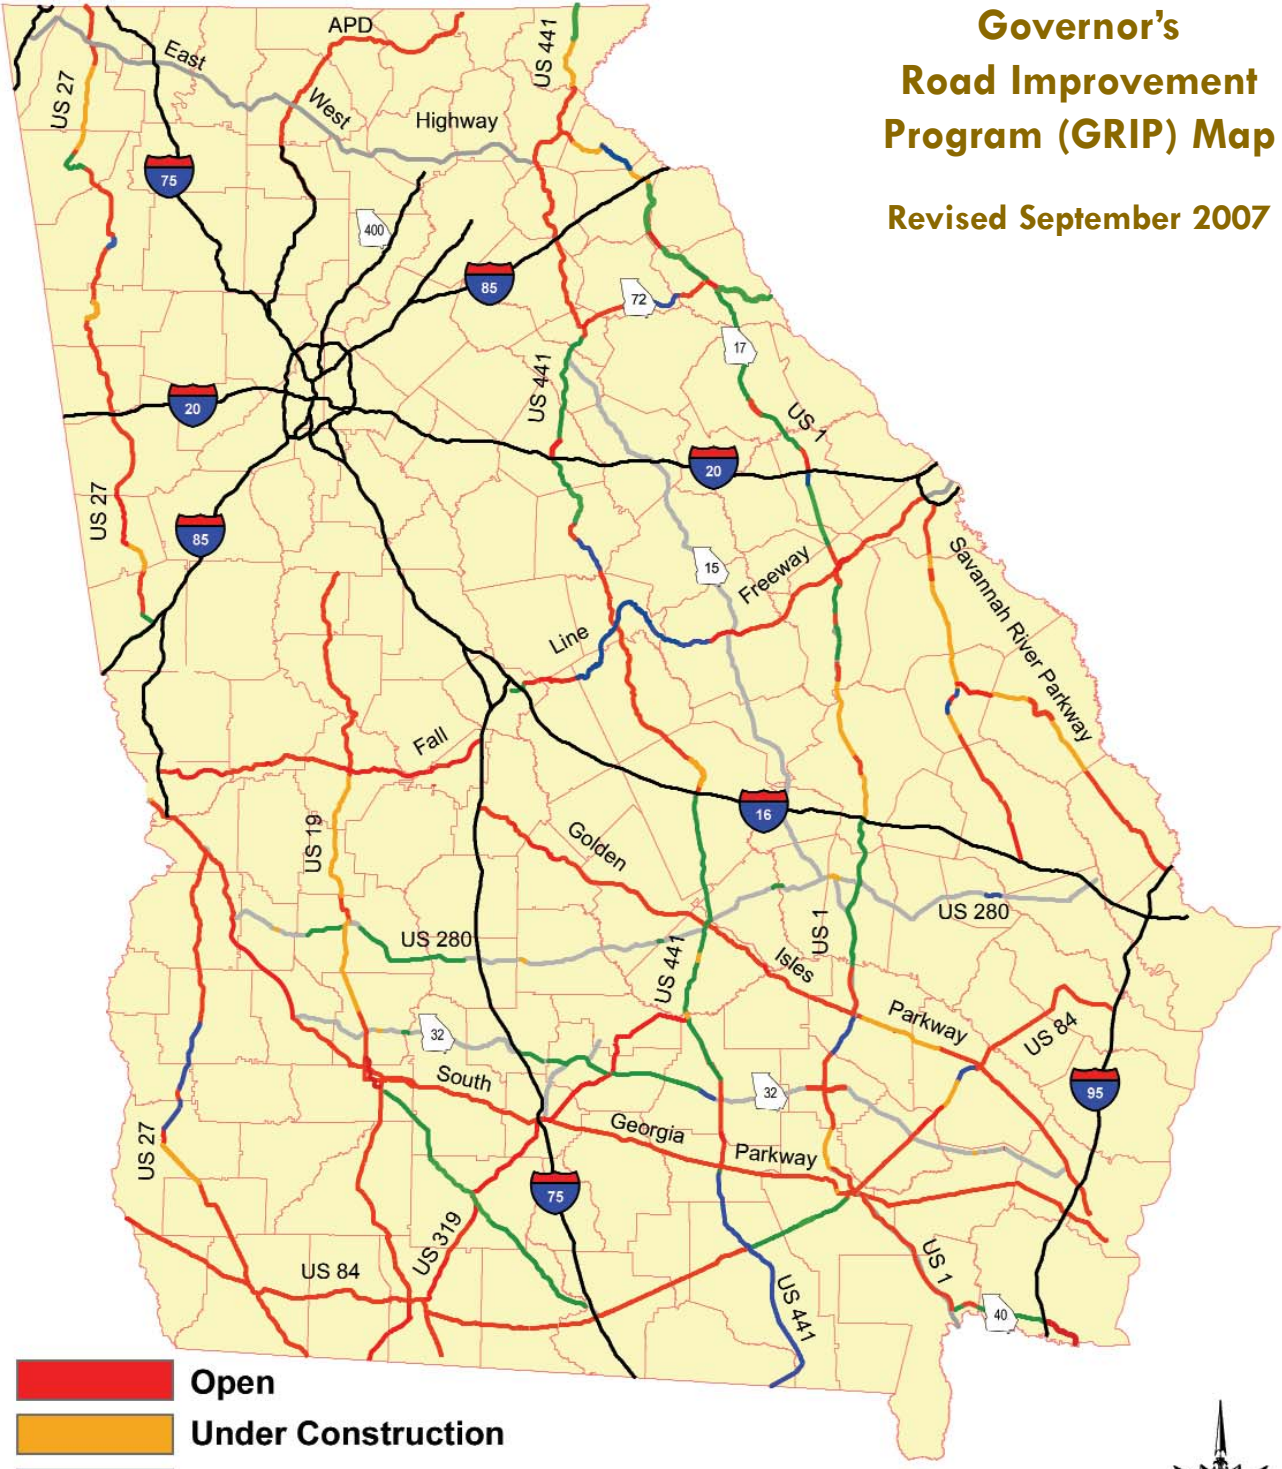 Governor's
Road Improvement
Program (GRIP) Map
Revised September 2007
APD
US 441
East
US 27
West
Highway
75
400
85
72
17
US 441
20
US 1
20
US 27
85
15
Freeway
Savannah River Parkway
Line
Fall
16
US 19
Golden
US 280
US 1
US 280
US 441
Isles
Parkway
US 84
32
South
32
95
Georgia
Parkway
US 27
75
US 319
US 1
US 84
US 441
40
Open
Under Construction